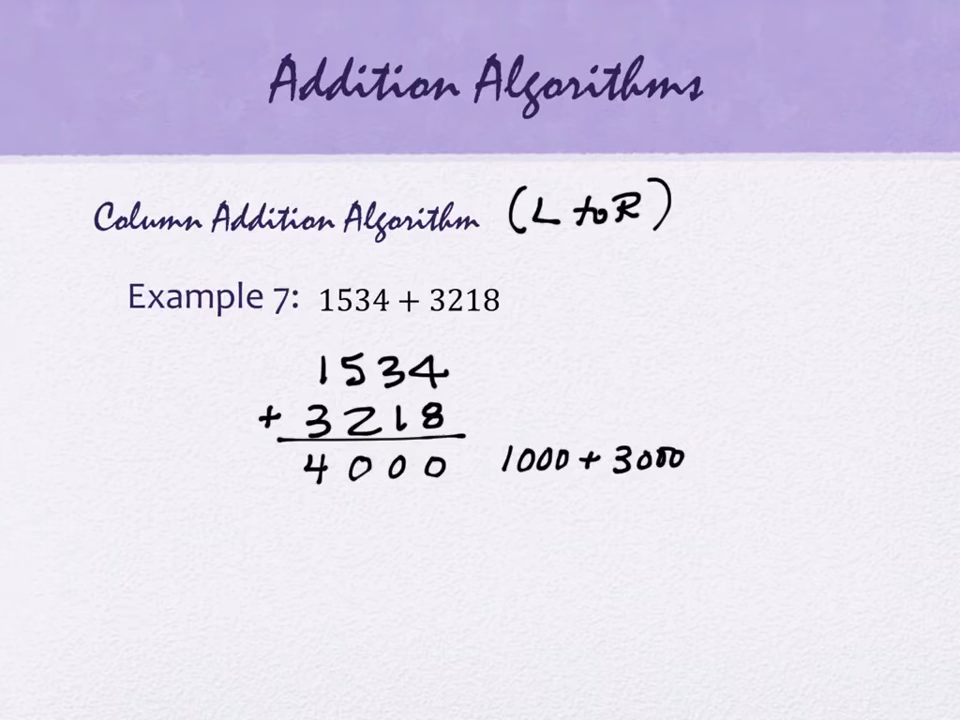 Addition Algorithms
Column Addition Algorithm (L to R)
Example 7: 1534 + 3218
1534
+ 3218
4000 1000 + 3000